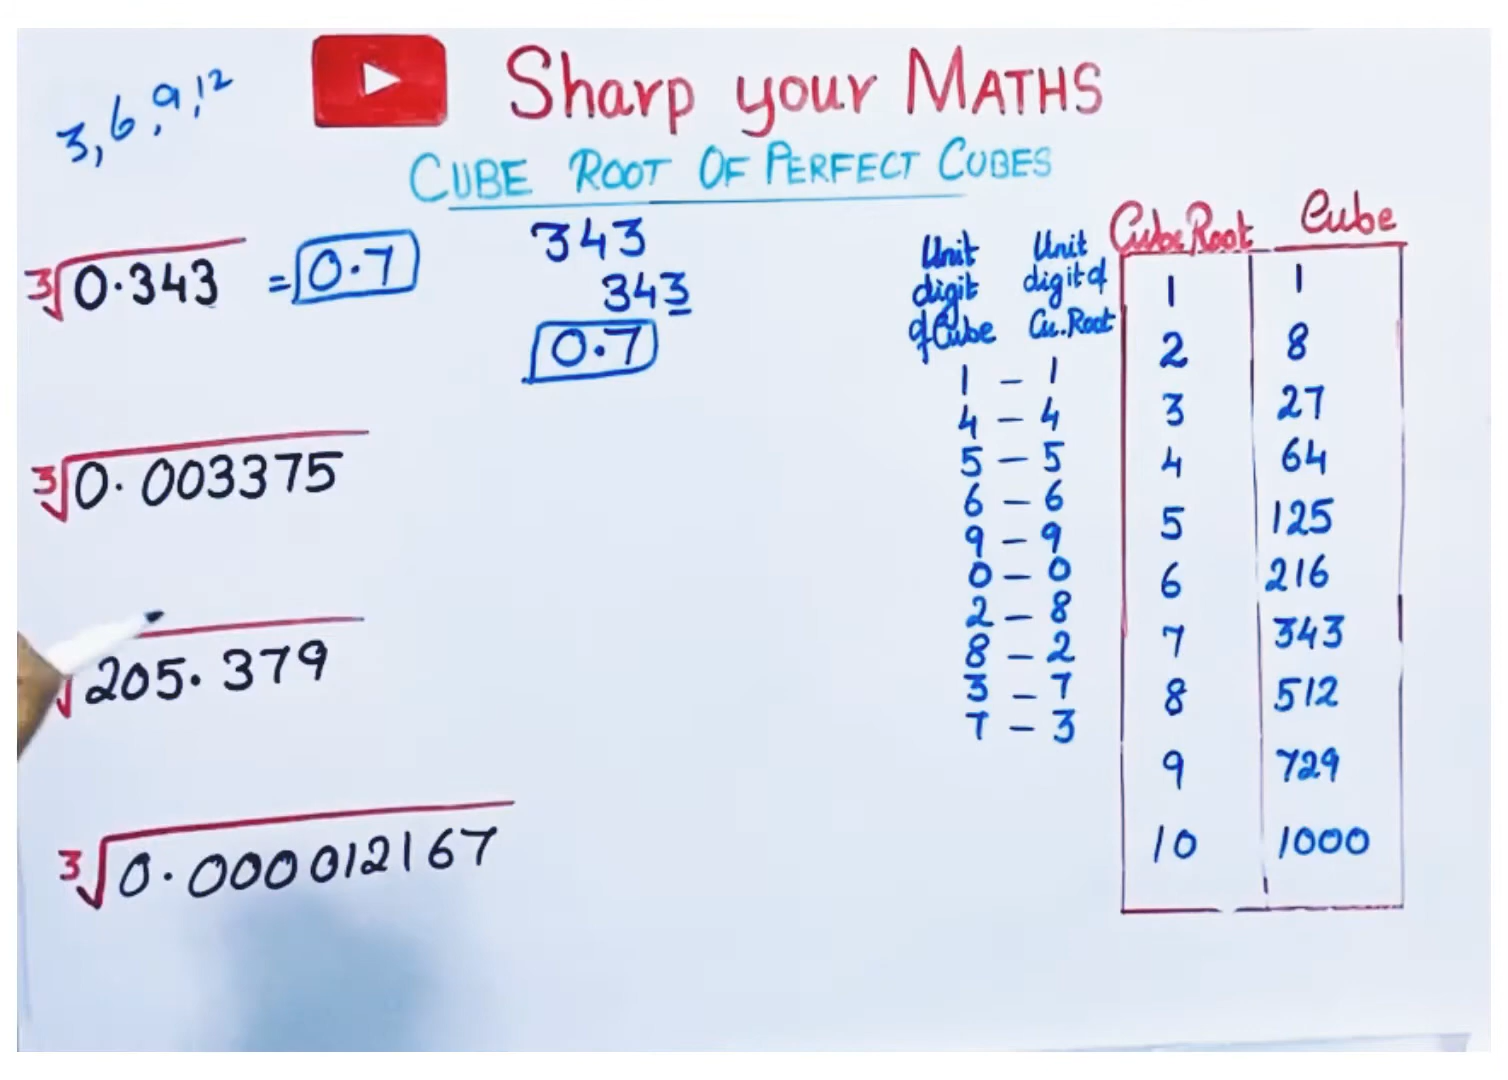 3,6,9,12
Sharp your MATHS
CUBE ROOT OF PERFECT CUBES
∛0.343 = 0.7
343
343
0.7
∛0.003375
√205.379
∛0.000012167
Unit digit of Cube
Unit digit of Cu. Root
1 - 1
4 - 4
5 - 5
6 - 6
9 - 9
0 - 0
2 - 8
8 - 2
3 - 7
7 - 3
Cube Root Cube
1 1
2 8
3 27
4 64
5 125
6 216
7 343
8 512
9 729
10 1000